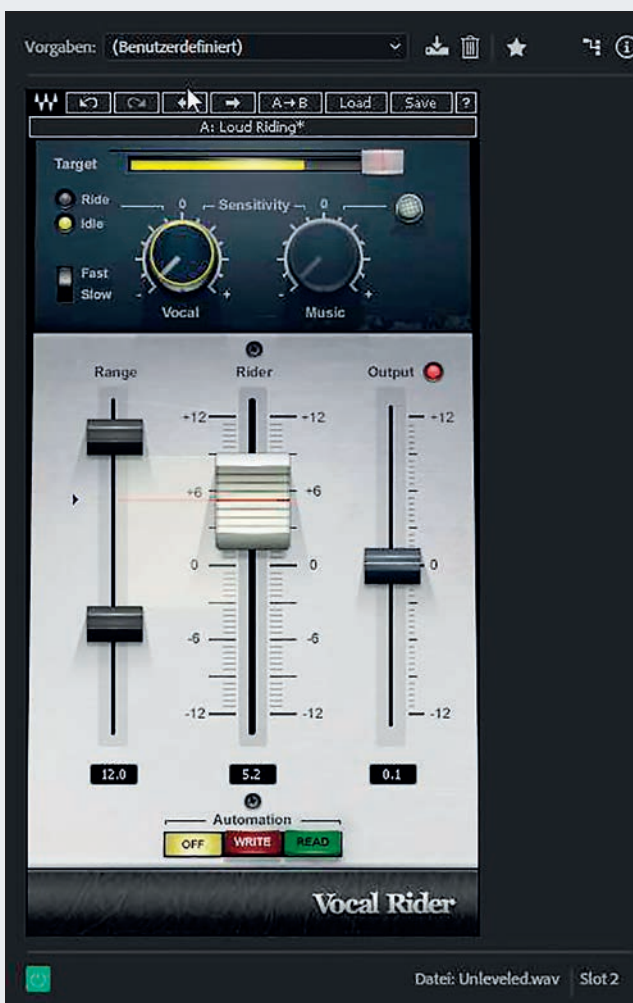 Vorgaben: (Benutzerdefiniert)
A→B Load Save ?
A: Loud Riding*
Target
Ride
Idle
0 Sensitivity 0
Fast
Slow
- + - +
Vocal Music
Range Rider Output
+12 +12 +12
+6 +6
0 0 0
-6 -6
-12 -12 -12
12.0 5.2 0.1
Automation
OFF WRITE READ
Vocal Rider
Datei: Unleveled.wav Slot 2